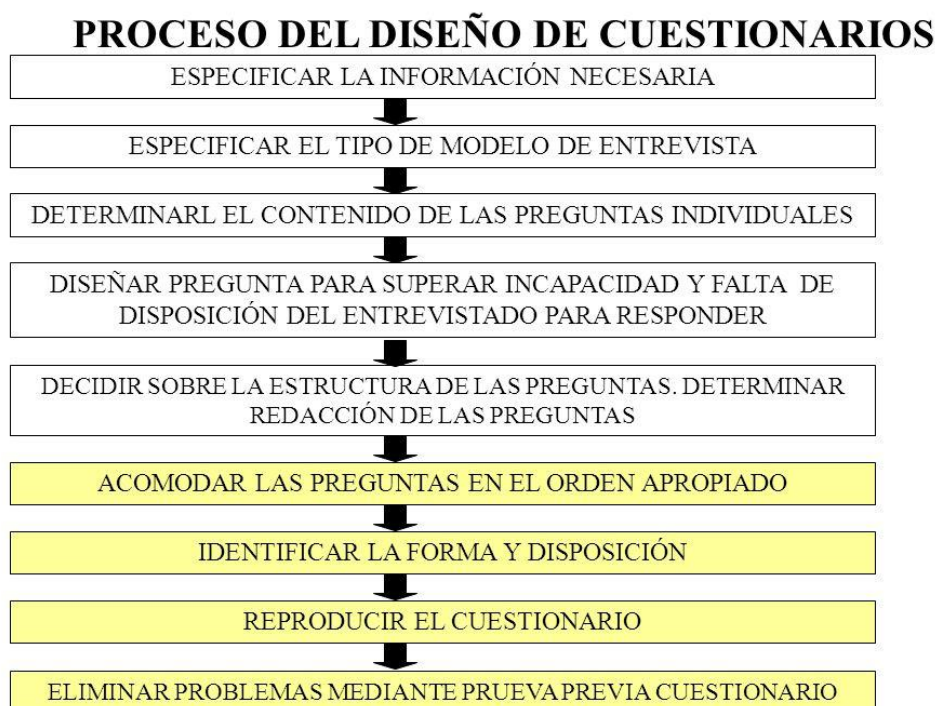 PROCESO DEL DISEÑO DE CUESTIONARIOS
ESPECIFICAR LA INFORMACIÓN NECESARIA
ESPECIFICAR EL TIPO DE MODELO DE ENTREVISTA
DETERMINARL EL CONTENIDO DE LAS PREGUNTAS INDIVIDUALES
DISEÑAR PREGUNTA PARA SUPERAR INCAPACIDAD Y FALTA DE
DISPOSICIÓN DEL ENTREVISTADO PARA RESPONDER
DECIDIR SOBRE LA ESTRUCTURA DE LAS PREGUNTAS. DETERMINAR
REDACCIÓN DE LAS PREGUNTAS
ACOMODAR LAS PREGUNTAS EN EL ORDEN APROPIADO
IDENTIFICAR LA FORMA Y DISPOSICIÓN
REPRODUCIR EL CUESTIONARIO
ELIMINAR PROBLEMAS MEDIANTE PRUEVA PREVIA CUESTIONARIO